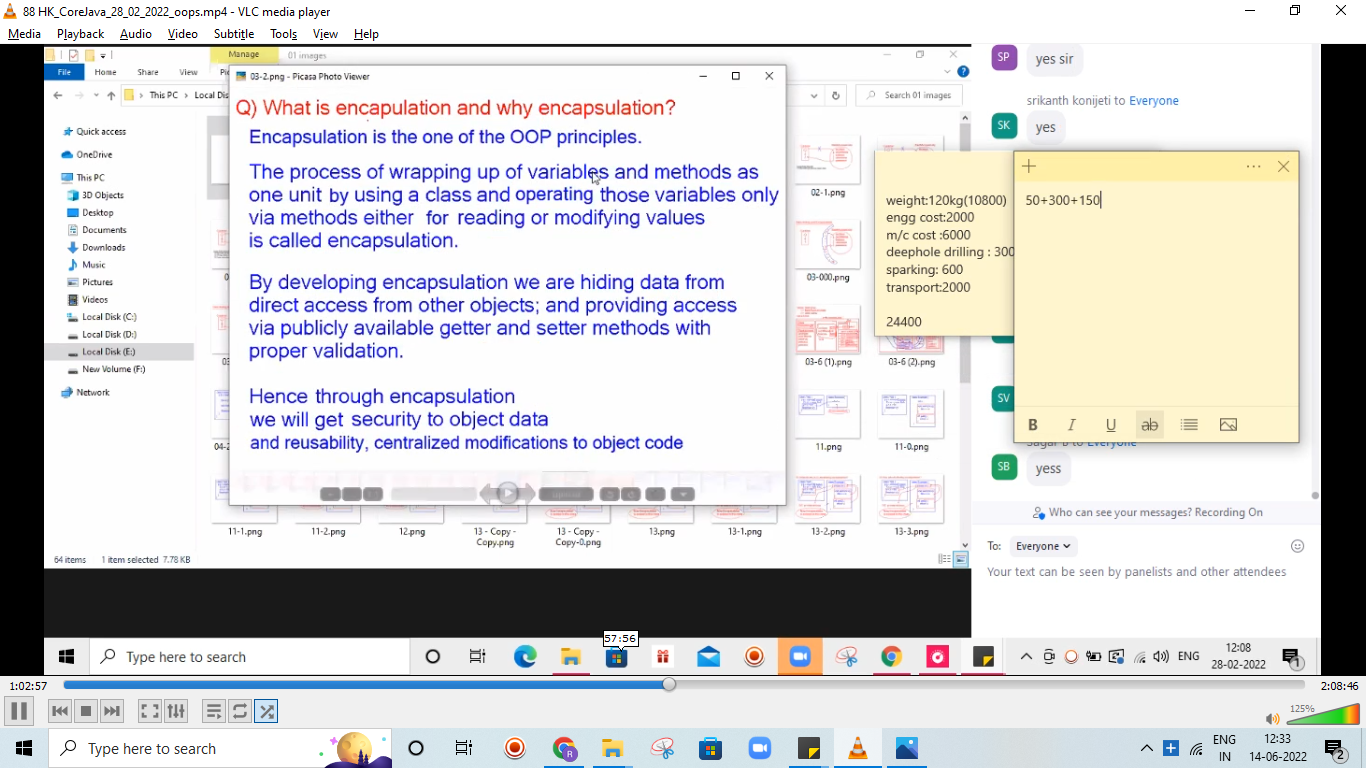 88 HK_CoreJava_28_02_2022_oops.mp4 - VLC media player
Media Playback Audio Video Subtitle Tools View Help
Manage 01 images
File Home Share View
This PC Local Dis
Search 01 images
Quick access
OneDrive
This PC
3D Objects
Desktop
Documents
Downloads
Music
Pictures
Videos
Local Disk (C:)
Local Disk (D:)
Local Disk (E:)
New Volume (F:)
Network
03-2.png - Picasa Photo Viewer
Q) What is encapulation and why encapsulation?
Encapsulation is the one of the OOP principles.
The process of wrapping up of variables and methods as
one unit by using a class and operating those variables only
via methods either for reading or modifying values
is called encapsulation.
By developing encapsulation we are hiding data from
direct access from other objects; and providing access
via publicly available getter and setter methods with
proper validation.
Hence through encapsulation
we will get security to object data
and reusability, centralized modifications to object code
02-1.png
03-000.png
03-6 (1).png 03-6 (2).png
11.png 11-0.png
11-1.png 11-2.png 12.png 13 - Copy - 13 - Copy - 13.png 13-1.png 13-2.png 13-3.png
Copy.png Copy-0.png
64 items 1 item selected 7.78 KB
SP yes sir
srikanth konijeti to Everyone
SK yes
weight:120kg(10800)
engg cost:2000
m/c cost :6000
deephole drilling : 300
sparking: 600
transport:2000
24400
50+300+150
B I U ab
SV
Sagar B to Everyone
SB yess
Who can see your messages? Recording On
To: Everyone
Your text can be seen by panelists and other attendees
57:56
Type here to search
ENG
12:08
28-02-2022
1
1:02:57
2:08:46
125%
Type here to search
R
ENG
IN
12:33
14-06-2022
2